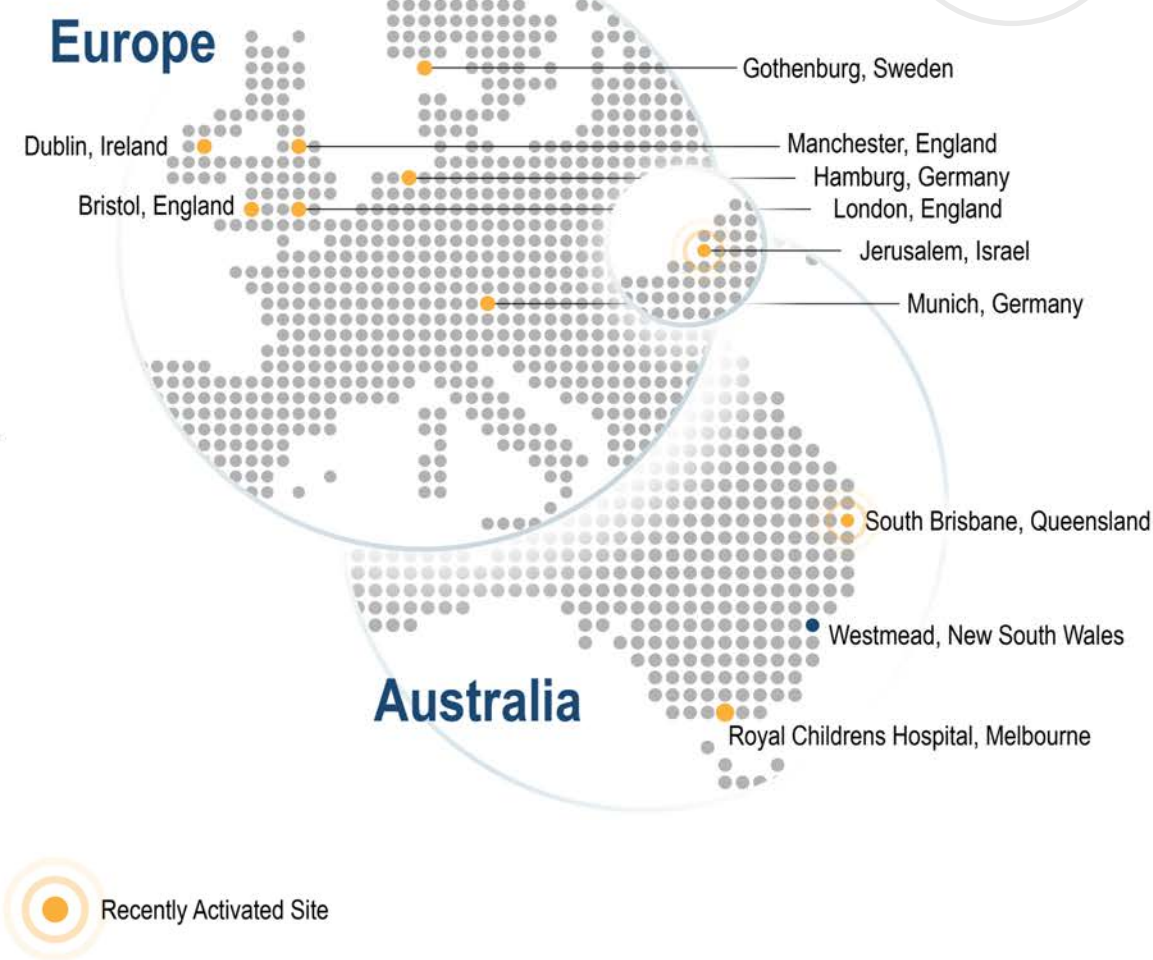 Europe
Gothenburg, Sweden
Dublin, Ireland
Manchester, England
Hamburg, Germany
Bristol, England
London, England
Jerusalem, Israel
Munich, Germany
South Brisbane, Queensland
Westmead, New South Wales
Australia
Royal Childrens Hospital, Melbourne
Recently Activated Site